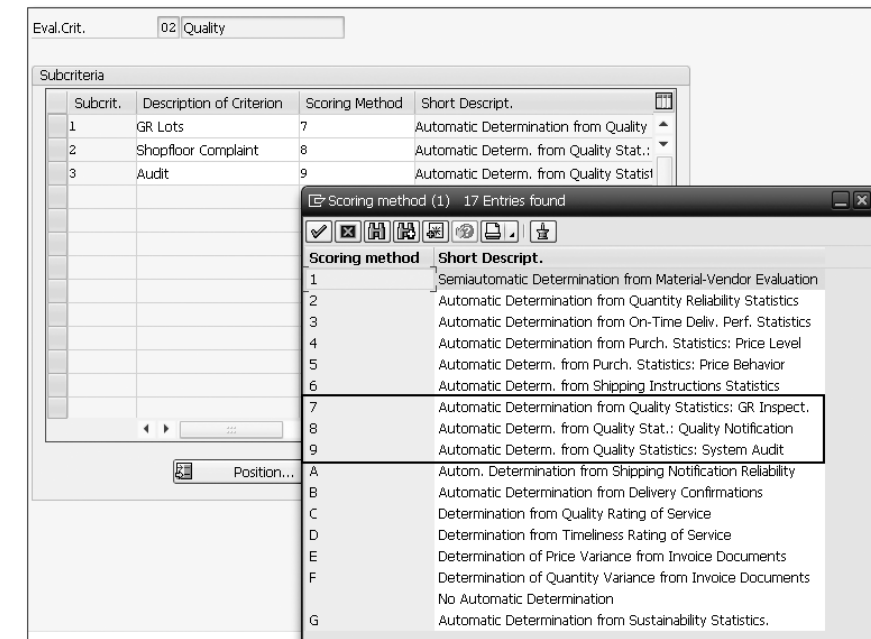 Eval.Crit. 02 Quality
Subcriteria
Subcrit. Description of Criterion Scoring Method Short Descript.
1 GR Lots 7 Automatic Determination from Quality
2 Shopfloor Complaint 8 Automatic Determ. from Quality Stat.:
3 Audit 9 Automatic Determ. from Quality Statist
Position...
Scoring method (1) 17 Entries found
Scoring method Short Descript.
1 Semiautomatic Determination from Material-Vendor Evaluation
2 Automatic Determination from Quantity Reliability Statistics
3 Automatic Determination from On-Time Deliv. Perf. Statistics
4 Automatic Determination from Purch. Statistics: Price Level
5 Automatic Determ. from Purch. Statistics: Price Behavior
6 Automatic Determ. from Shipping Instructions Statistics
7 Automatic Determination from Quality Statistics: GR Inspect.
8 Automatic Determ. from Quality Stat.: Quality Notification
9 Automatic Determ. from Quality Statistics: System Audit
A Autom. Determination from Shipping Notification Reliability
B Automatic Determination from Delivery Confirmations
C Determination from Quality Rating of Service
D Determination from Timeliness Rating of Service
E Determination of Price Variance from Invoice Documents
F Determination of Quantity Variance from Invoice Documents
No Automatic Determination
G Automatic Determination from Sustainability Statistics.